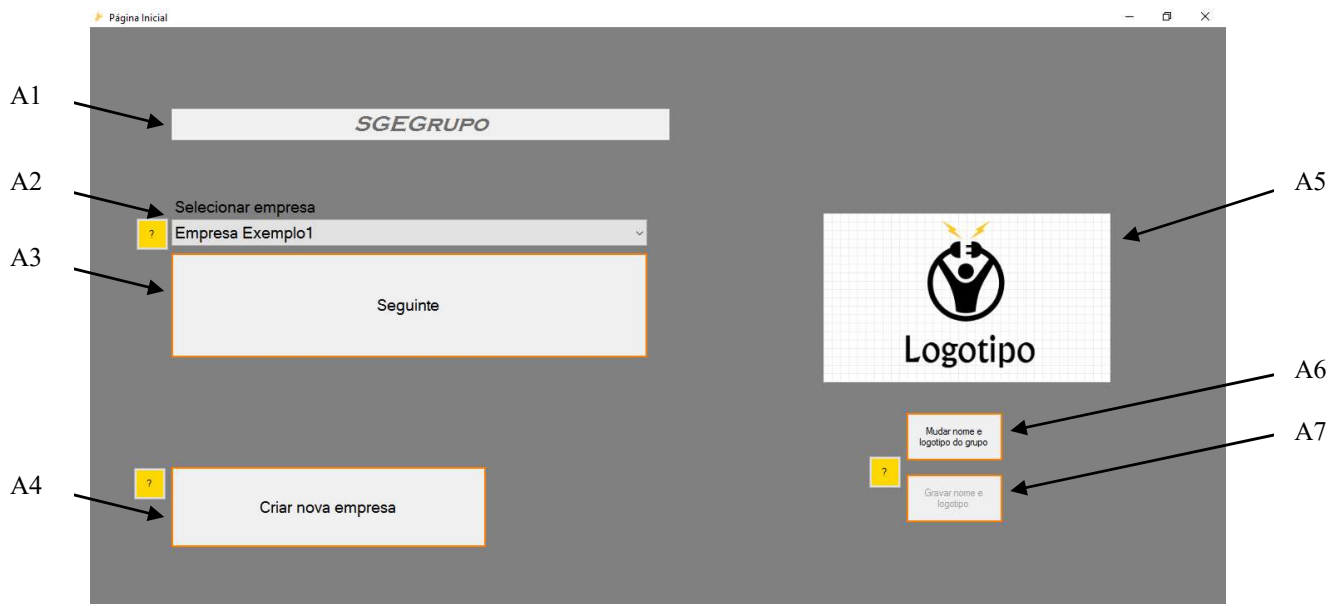 Página Inicial
A1
SGEGRUPO
A2
A5
Selecionar empresa
?
Empresa Exemplo1
A3
Seguinte
Logotipo
A6
Mudar nome e
logotipo do grupo
A7
?
?
Gravar nome e
logotipo
A4
Criar nova empresa